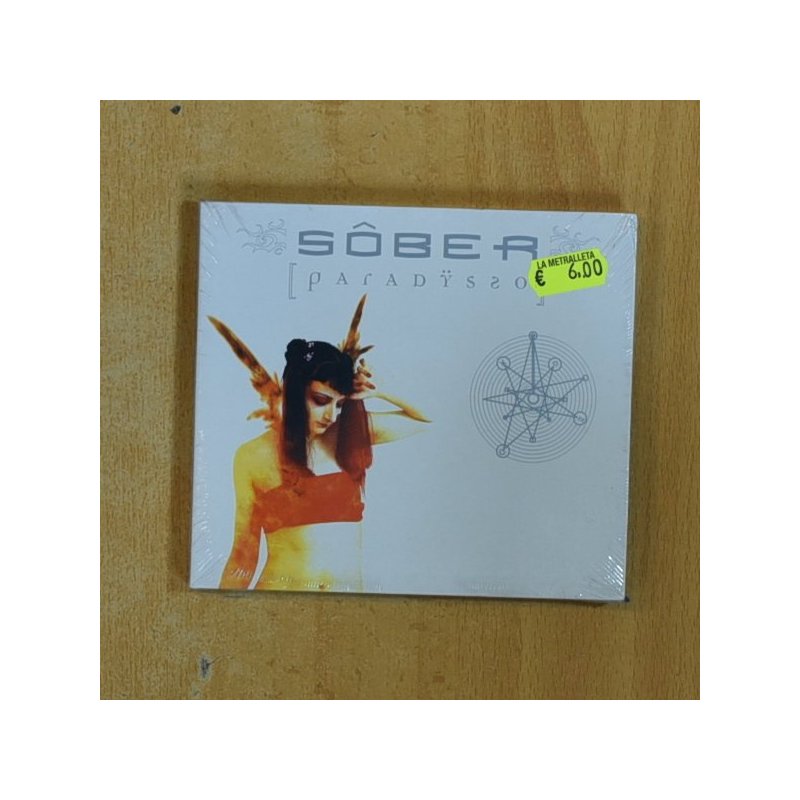 SÔBER
[PARADŸSSO]
LA METRALLETA
€ 6,00